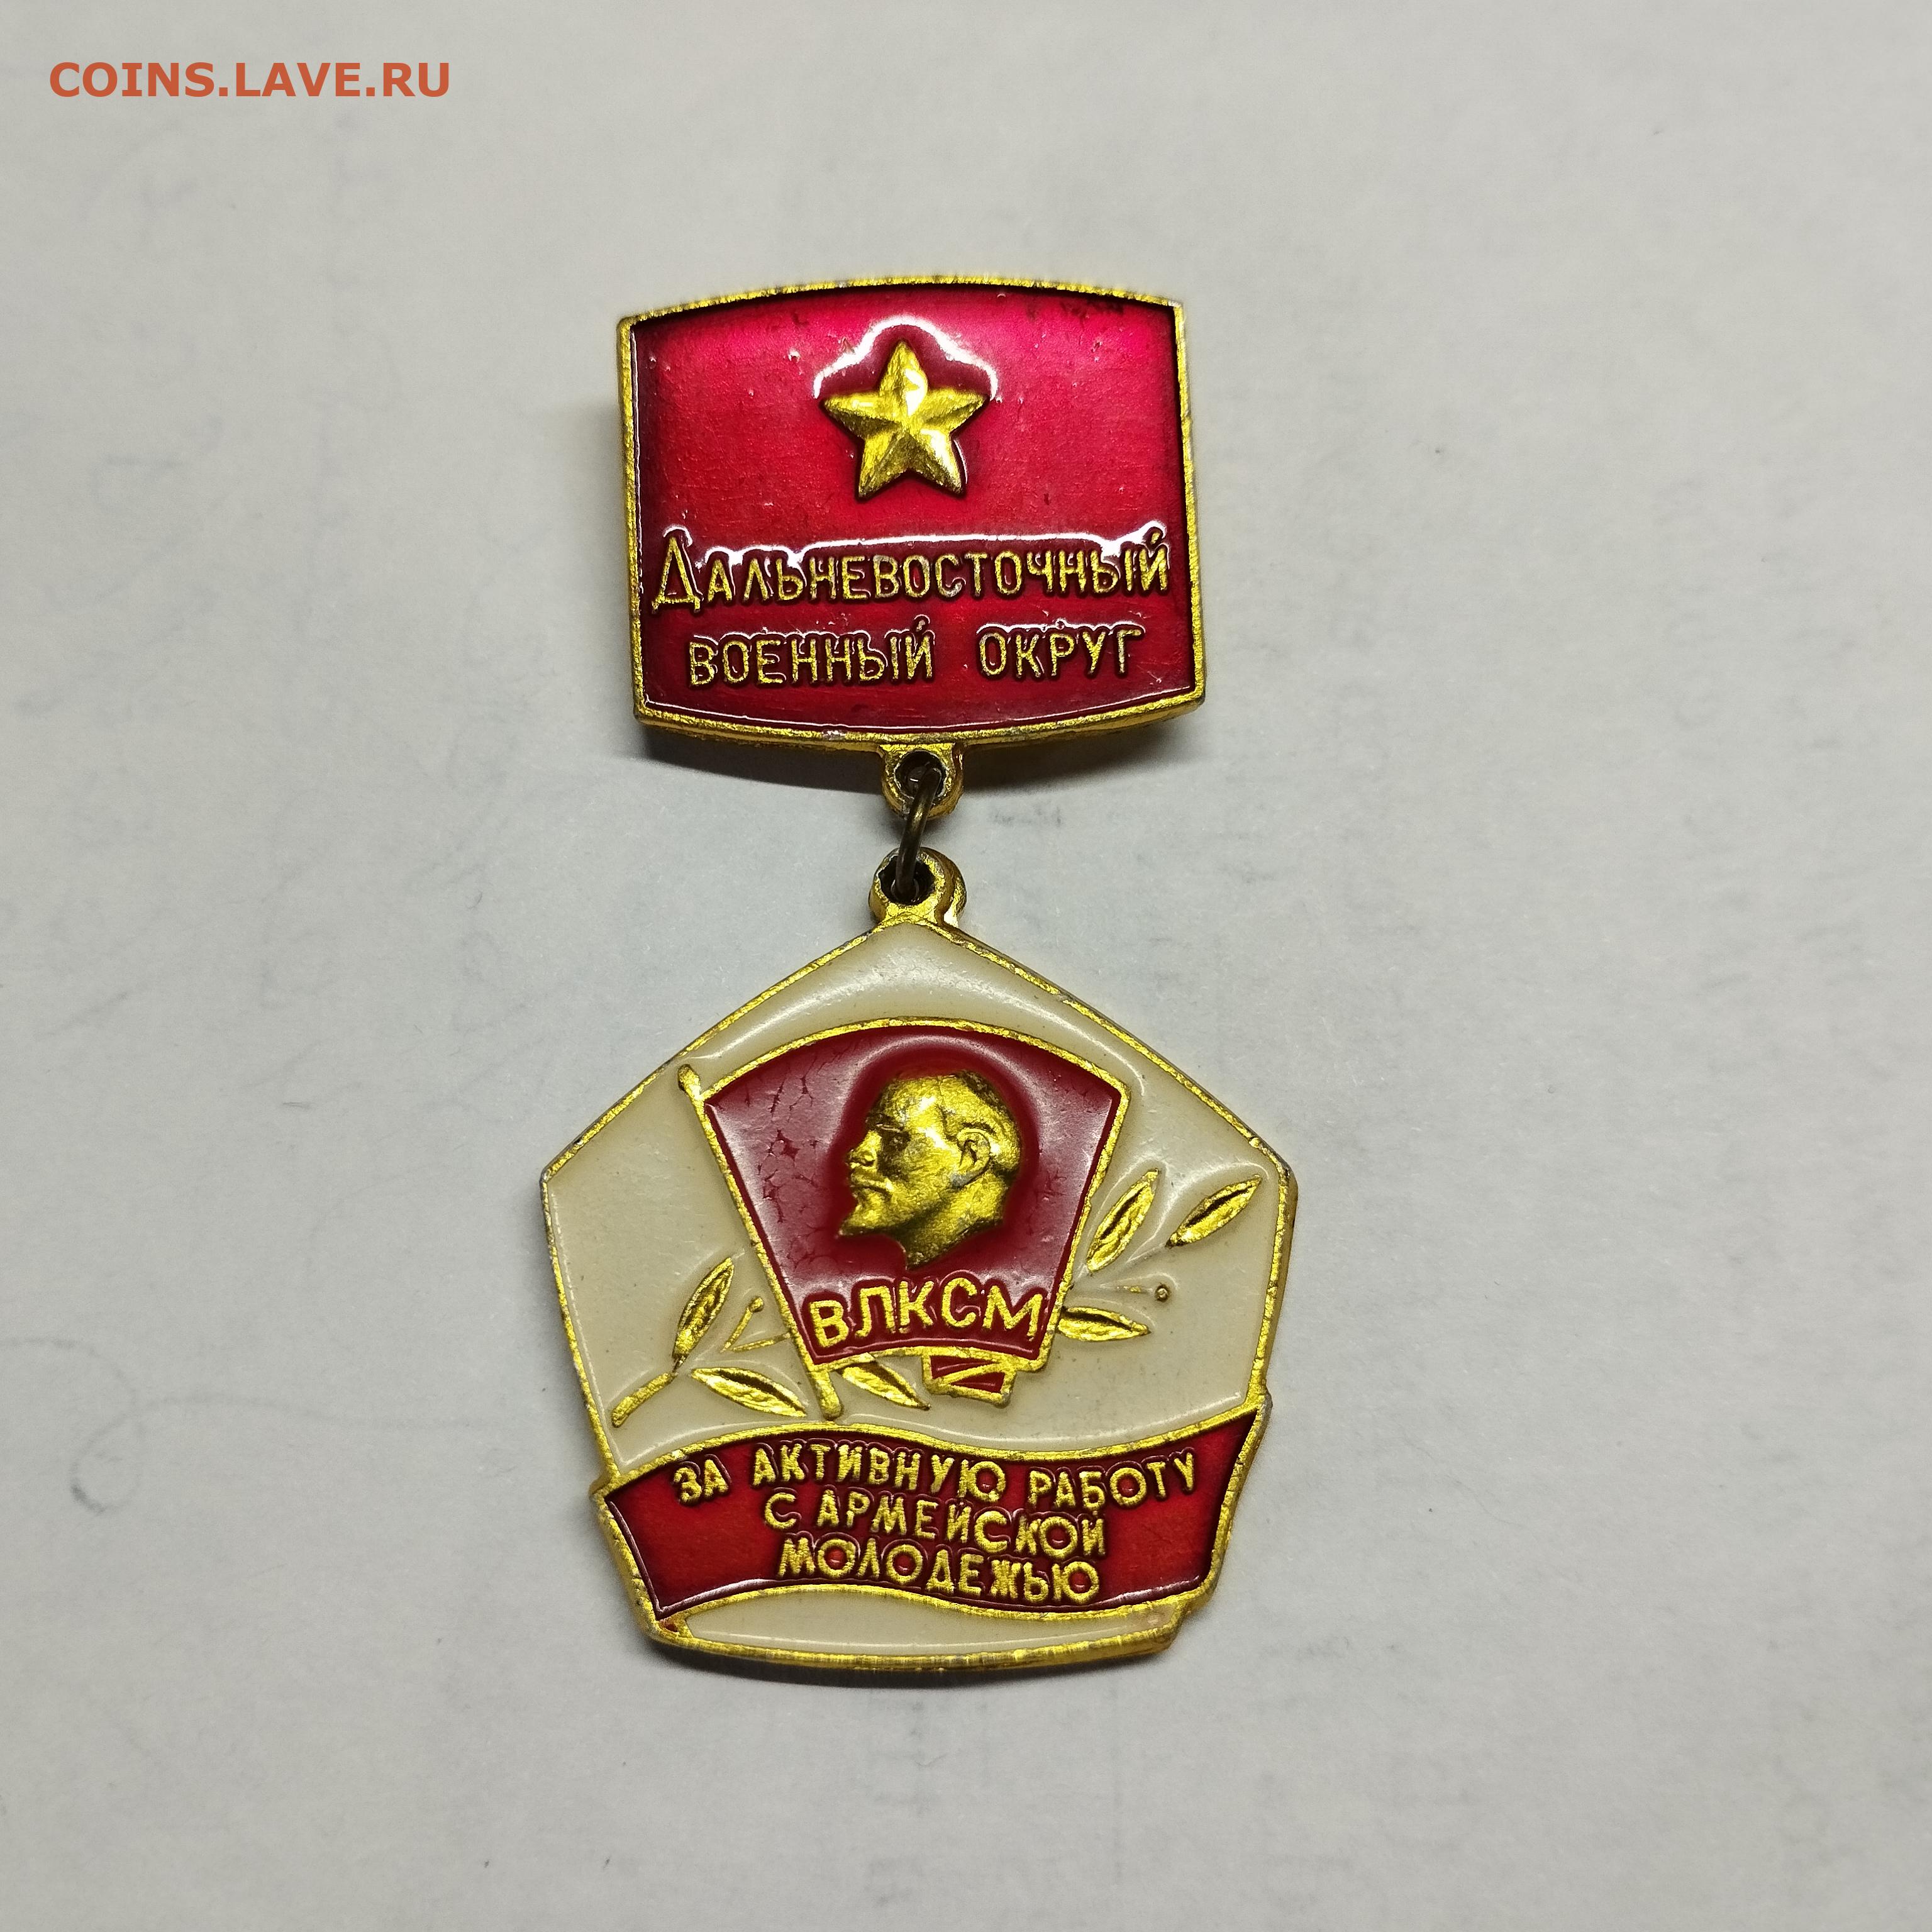 COINS.LAVE.RU
ДАЛЬНЕВОСТОЧНЫЙ
ВОЕННЫЙ ОКРУГ
ВЛКСМ
ЗА АКТИВНУЮ РАБОТУ
С АРМЕЙСКОЙ
МОЛОДЕЖЬЮ